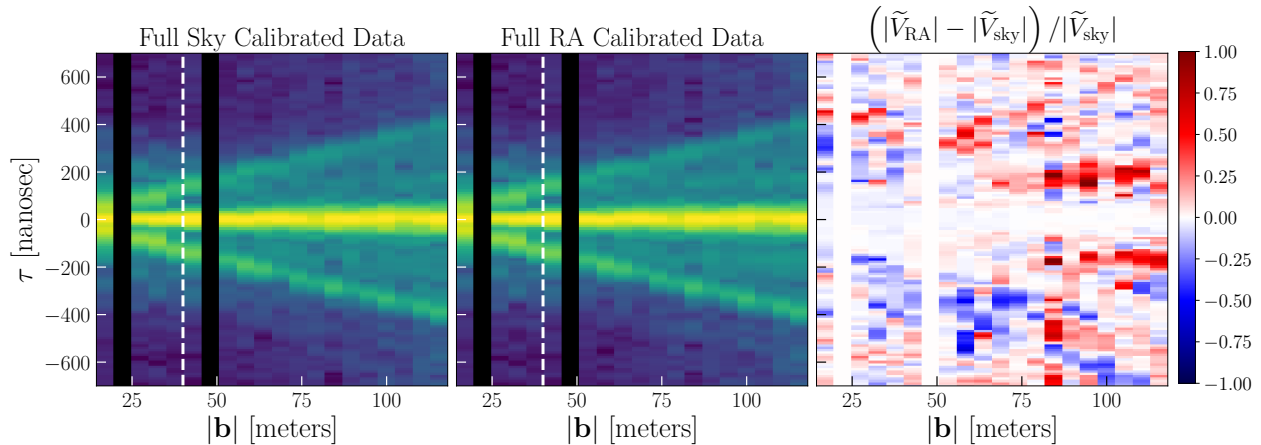 Full Sky Calibrated Data
Full RA Calibrated Data
(|Ṽ_RA| − |Ṽ_sky|) / |Ṽ_sky|
τ [nanosec]
600
400
200
0
−200
−400
−600
25 50 75 100
|b| [meters]
25 50 75 100
|b| [meters]
25 50 75 100
|b| [meters]
1.00
0.75
0.50
0.25
0.00
−0.25
−0.50
−0.75
−1.00